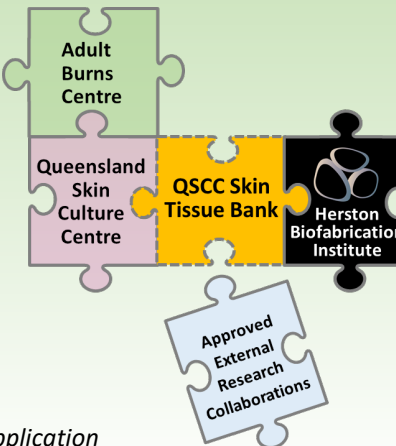 Adult
Burns
Centre
Queensland
Skin
Culture
Centre
QSCC Skin
Tissue Bank
Herston
Biofabrication
Institute
Approved
External
Research
Collaborations
pplication